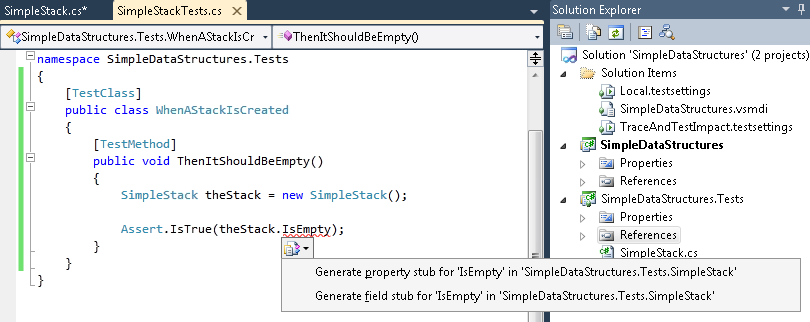 SimpleStack.cs*
SimpleStackTests.cs*
SimpleDataStructures.Tests.WhenAStackIsCr
ThenItShouldBeEmpty()
namespace SimpleDataStructures.Tests
{
[TestClass]
public class WhenAStackIsCreated
{
[TestMethod]
public void ThenItShouldBeEmpty()
{
SimpleStack theStack = new SimpleStack();
Assert.IsTrue(theStack.IsEmpty);
}
}
}
Generate property stub for 'IsEmpty' in 'SimpleDataStructures.Tests.SimpleStack'
Generate field stub for 'IsEmpty' in 'SimpleDataStructures.Tests.SimpleStack'
Solution Explorer
Solution 'SimpleDataStructures' (2 projects)
Solution Items
Local.testsettings
SimpleDataStructures.vsmdi
TraceAndTestImpact.testsettings
SimpleDataStructures
Properties
References
SimpleDataStructures.Tests
Properties
References
SimpleStack.cs